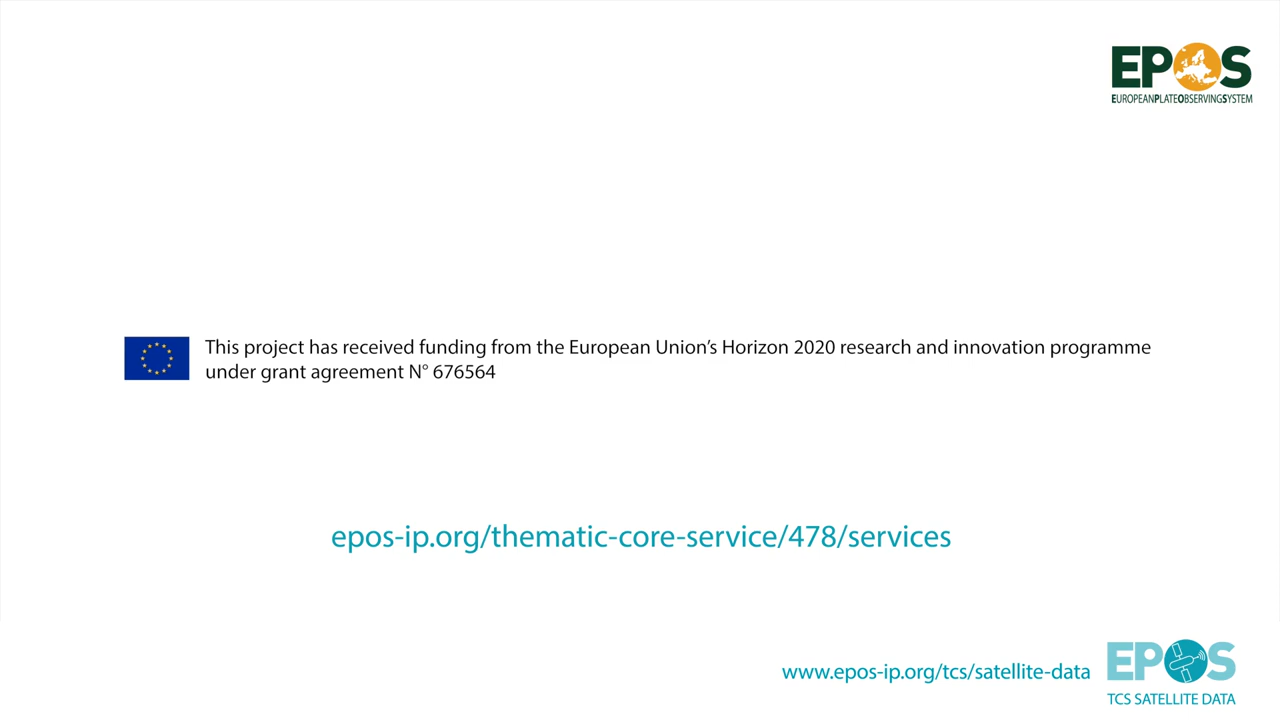 EPOS
EUROPEANPLATEOBSERVINGSYSTEM
This project has received funding from the European Union’s Horizon 2020 research and innovation programme
under grant agreement N° 676564
epos-ip.org/thematic-core-service/478/services
www.epos-ip.org/tcs/satellite-data
EPOS
TCS SATELLITE DATA